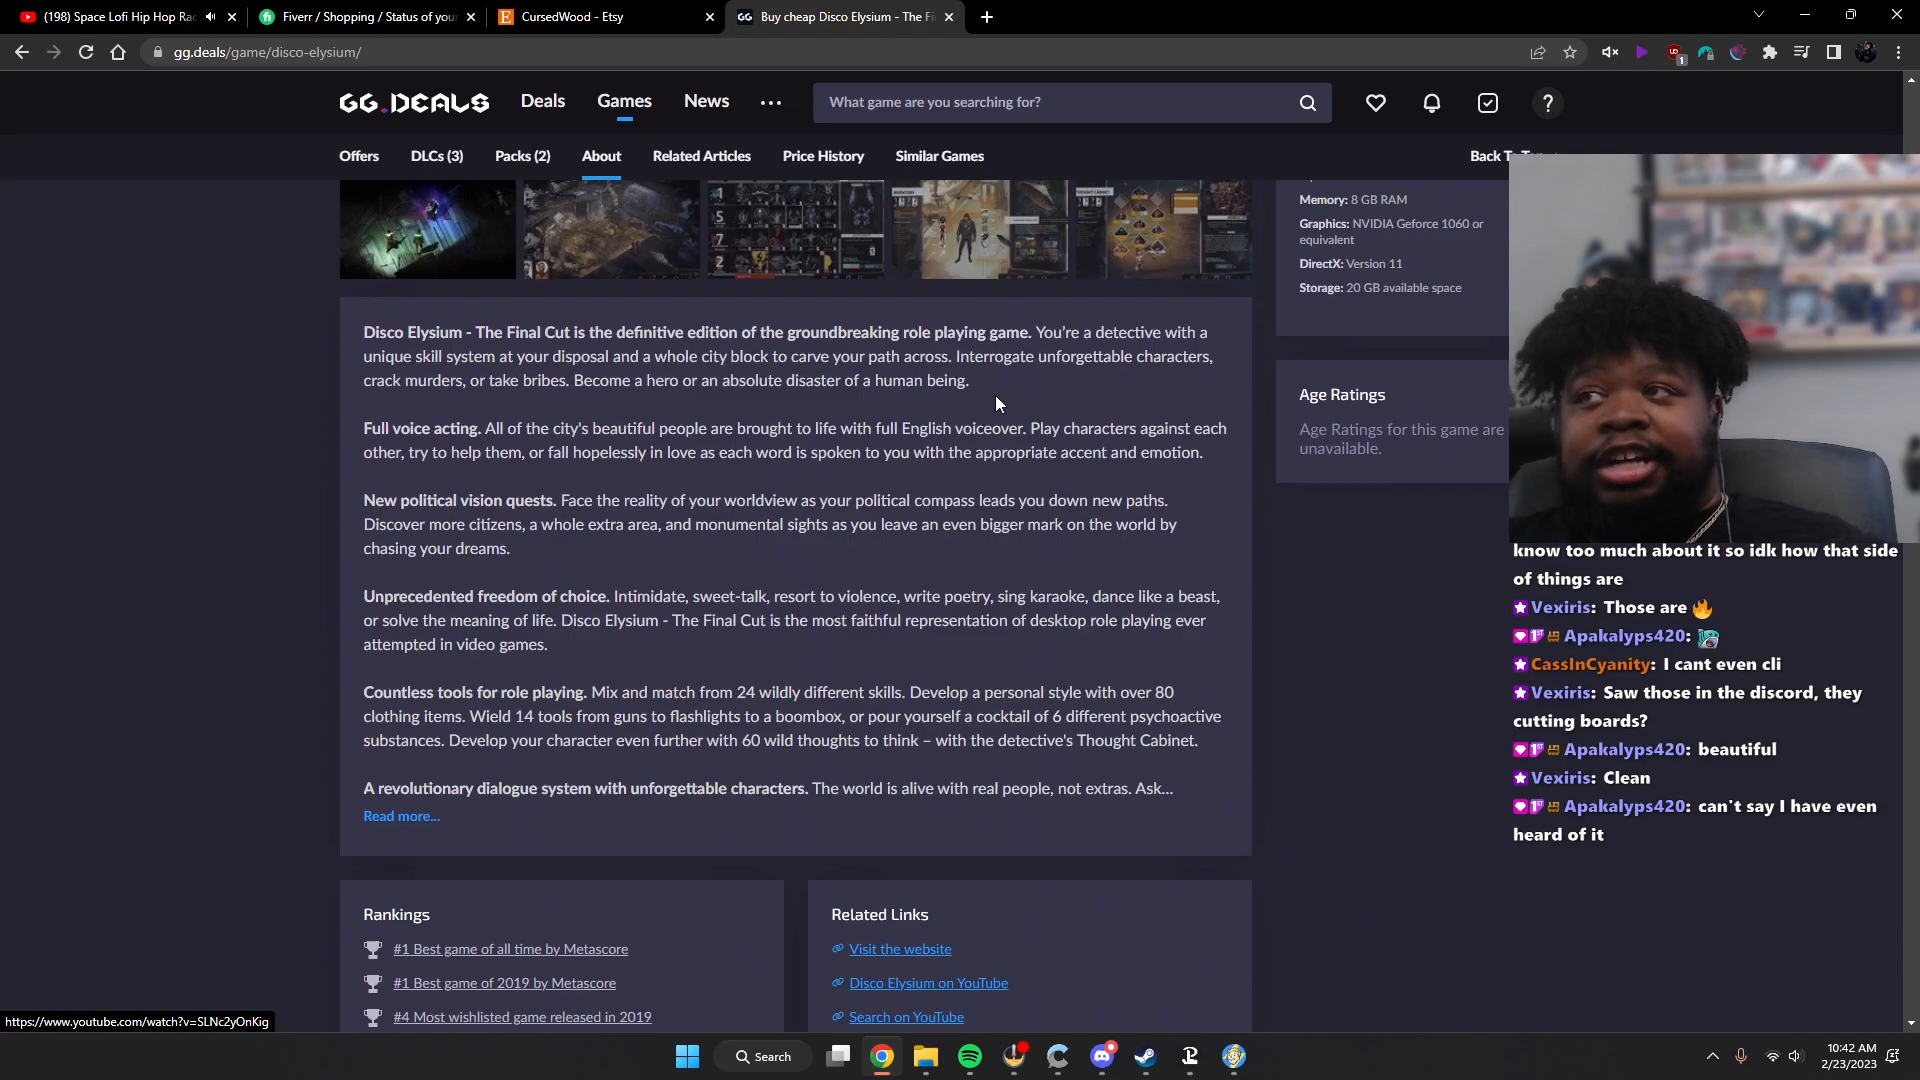 (198) Space Lofi Hip Hop Rad
Fiverr / Shopping / Status of your
CursedWood - Etsy
GG
Buy cheap Disco Elysium - The Fi
gg.deals/game/disco-elysium/
1
GG.DEALS
Deals
Games
News
What game are you searching for?
?
Offers
DLCs (3)
Packs (2)
About
Related Articles
Price History
Similar Games
Back T
Memory: 8 GB RAM
Graphics: NVIDIA Geforce 1060 or
equivalent
DirectX: Version 11
Storage: 20 GB available space
Disco Elysium - The Final Cut is the definitive edition of the groundbreaking role playing game. You're a detective with a
unique skill system at your disposal and a whole city block to carve your path across. Interrogate unforgettable characters,
crack murders, or take bribes. Become a hero or an absolute disaster of a human being.
Full voice acting. All of the city's beautiful people are brought to life with full English voiceover. Play characters against each
other, try to help them, or fall hopelessly in love as each word is spoken to you with the appropriate accent and emotion.
New political vision quests. Face the reality of your worldview as your political compass leads you down new paths.
Discover more citizens, a whole extra area, and monumental sights as you leave an even bigger mark on the world by
chasing your dreams.
Unprecedented freedom of choice. Intimidate, sweet-talk, resort to violence, write poetry, sing karaoke, dance like a beast,
or solve the meaning of life. Disco Elysium - The Final Cut is the most faithful representation of desktop role playing ever
attempted in video games.
Countless tools for role playing. Mix and match from 24 wildly different skills. Develop a personal style with over 80
clothing items. Wield 14 tools from guns to flashlights to a boombox, or pour yourself a cocktail of 6 different psychoactive
substances. Develop your character even further with 60 wild thoughts to think – with the detective's Thought Cabinet.
A revolutionary dialogue system with unforgettable characters. The world is alive with real people, not extras. Ask...
Read more...
Age Ratings
Age Ratings for this game are
unavailable.
know too much about it so idk how that side
of things are
Vexiris: Those are 🔥
Apakalyps420:
CassInCyanity: I cant even cli
Vexiris: Saw those in the discord, they
cutting boards?
Apakalyps420: beautiful
Vexiris: Clean
Apakalyps420: can't say I have even
heard of it
Rankings
#1 Best game of all time by Metascore
#1 Best game of 2019 by Metascore
#4 Most wishlisted game released in 2019
Related Links
Visit the website
Disco Elysium on YouTube
Search on YouTube
https://www.youtube.com/watch?v=SLNc2yOnKig
Search
10:42 AM
2/23/2023